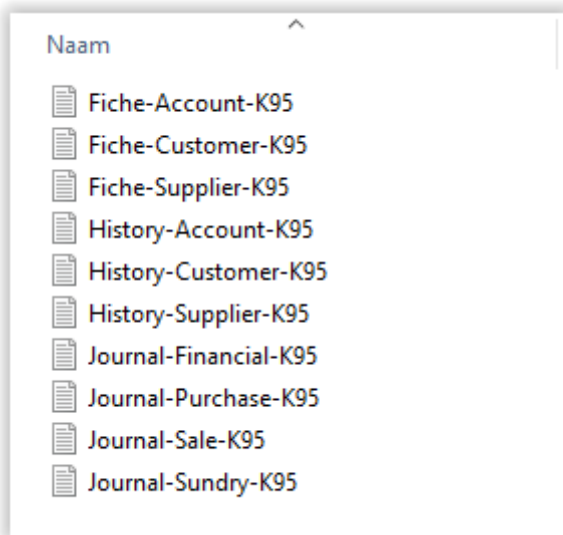 Naam
Fiche-Account-K95
Fiche-Customer-K95
Fiche-Supplier-K95
History-Account-K95
History-Customer-K95
History-Supplier-K95
Journal-Financial-K95
Journal-Purchase-K95
Journal-Sale-K95
Journal-Sundry-K95